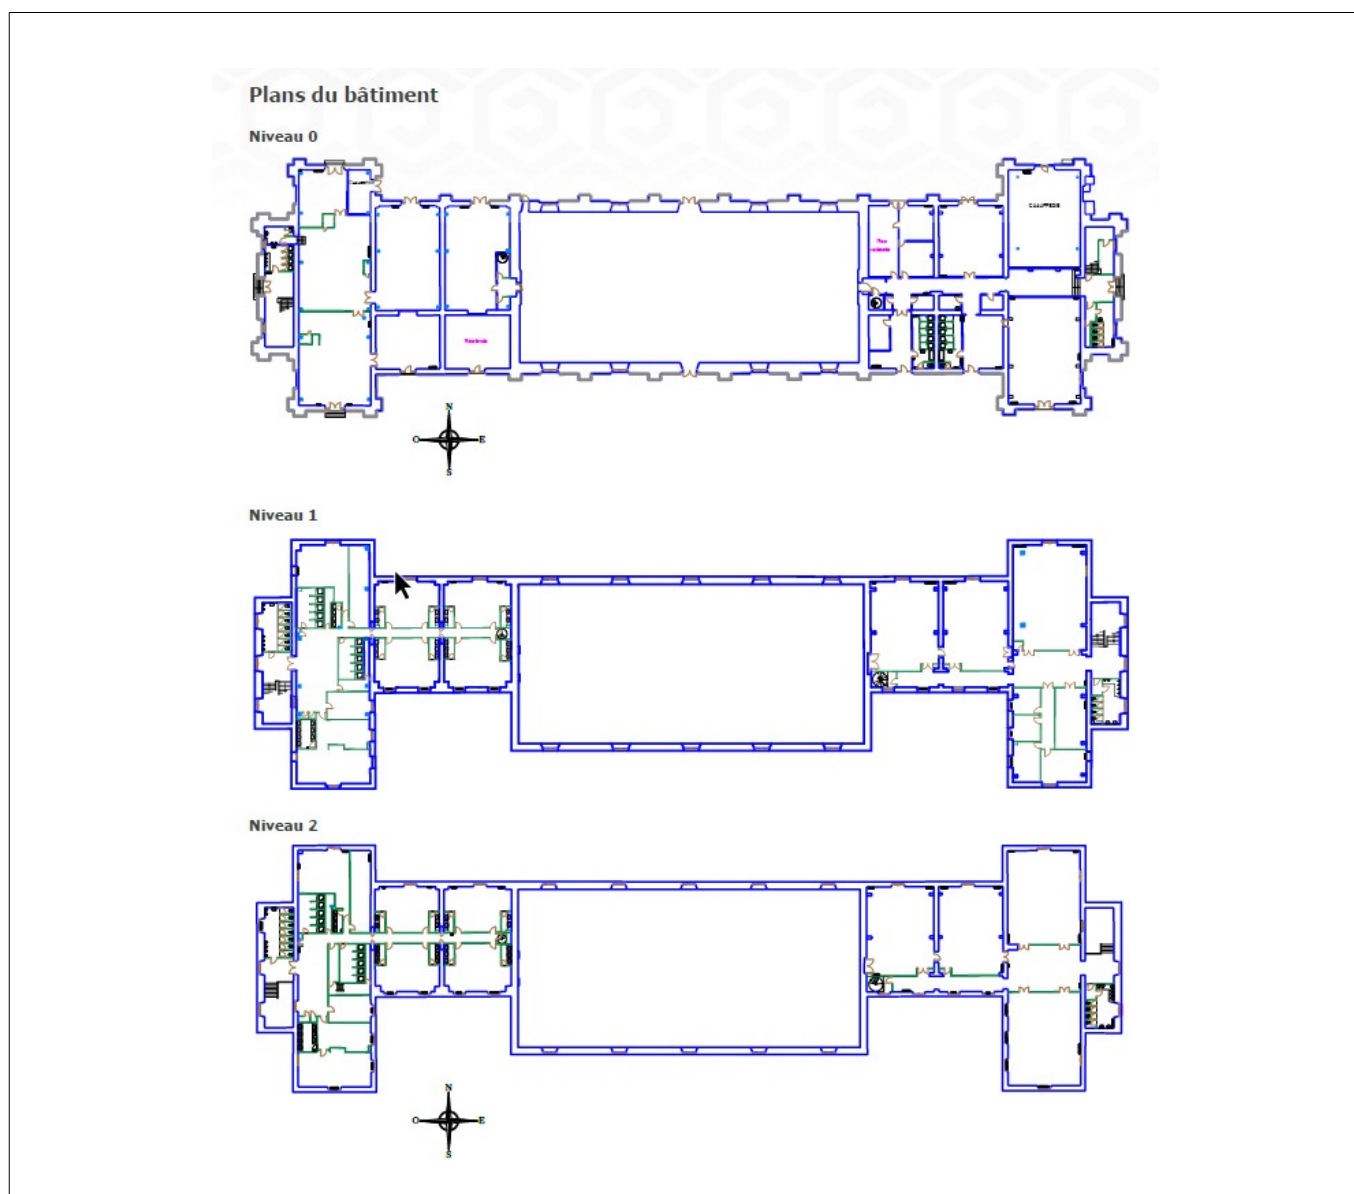 Plans du bâtiment
Niveau 0
CHAUFFERIE
N
O E
S
Niveau 1
Niveau 2
N
O E
S